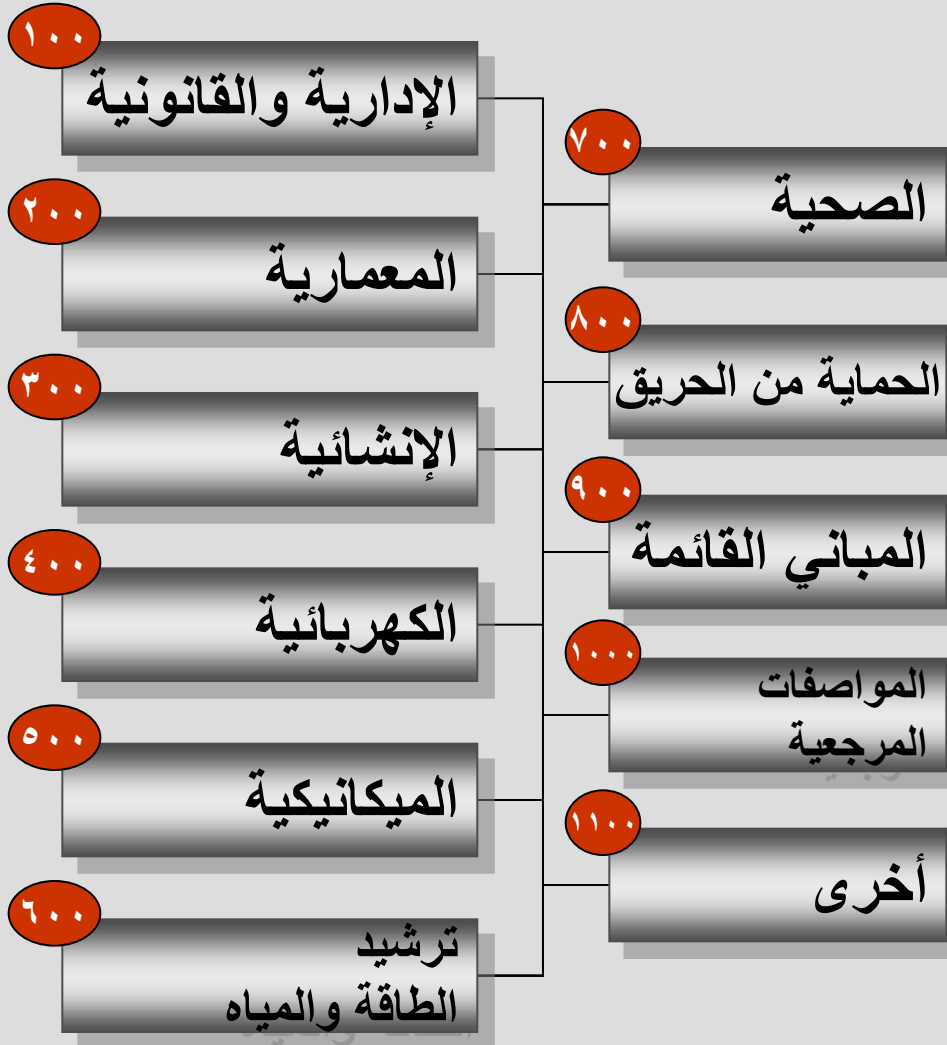 ١٠٠
الإدارية والقانونية
٢٠٠
المعمارية
٣٠٠
الإنشائية
٤٠٠
الكهربائية
٥٠٠
الميكانيكية
٦٠٠
ترشيد
الطاقة والمياه
٧٠٠
الصحية
٨٠٠
الحماية من الحريق
٩٠٠
المباني القائمة
١٠٠٠
المواصفات
المرجعية
١١٠٠
أخرى